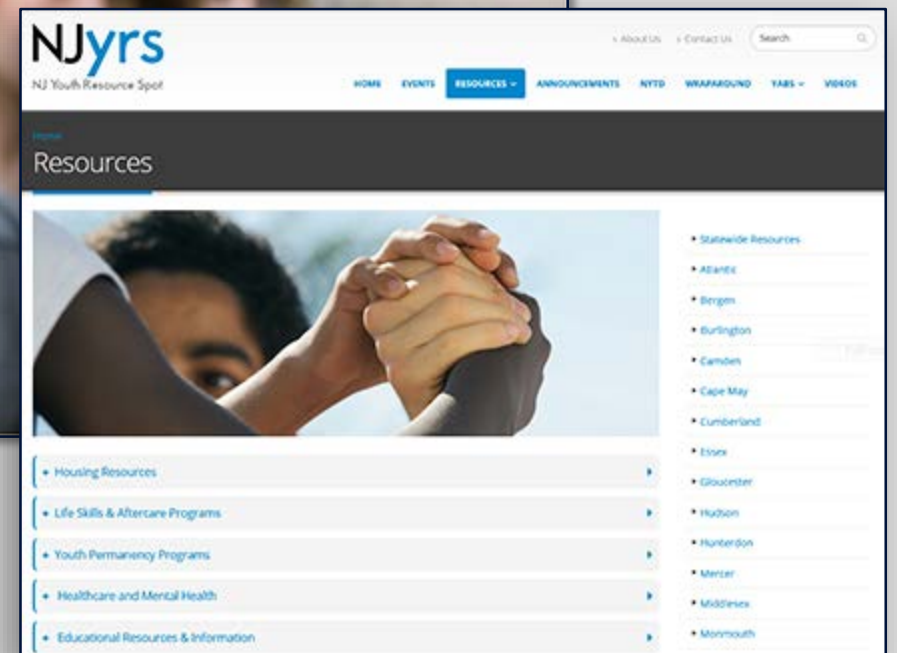 NJyrs
NJ Youth Resource Spot
About Us
Contact Us
Search
HOME
EVENTS
RESOURCES
ANNOUNCEMENTS
NYTD
WRAPAROUND
YABS
VIDEOS
Home
Resources
Housing Resources
Life Skills & Aftercare Programs
Youth Permanency Programs
Healthcare and Mental Health
Educational Resources & Information
Statewide Resources
Atlantic
Bergen
Burlington
Camden
Cape May
Cumberland
Essex
Gloucester
Hudson
Hunterdon
Mercer
Middlesex
Monmouth